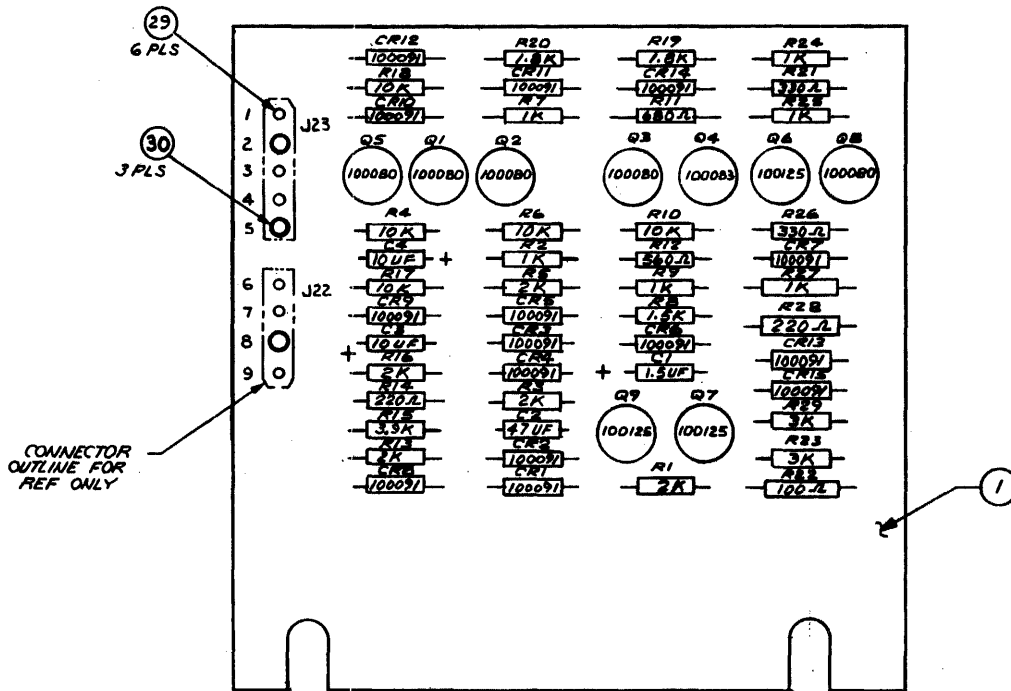 29
6 PLS
30
3 PLS
1
2
3
4
5
J23
6
7
8
9
J22
CONNECTOR
OUTLINE FOR
REF ONLY
CR12
100091
R18
10K
CR10
100091
R20
1.8K
CR11
100091
R7
1K
R19
1.8K
CR14
100091
R11
680Ω
R24
1K
R21
330Ω
R25
1K
Q5
100080
Q1
100080
Q2
100080
Q3
100080
Q4
100083
Q6
100125
Q8
100080
R4
10K
C4
10UF +
R17
10K
CR9
100091
C3
+ 10UF
R16
2K
R14
220Ω
R15
3.9K
R13
2K
CR8
100091
R6
10K
R2
1K
R5
2K
CR5
100091
CR3
100091
CR4
100091
R3
2K
C2
47UF
CR2
100091
CR1
100091
R10
10K
R12
560Ω
R9
1K
R8
1.5K
CR6
100091
C1
+ 1.5UF
Q9
100125
Q7
100125
R1
2K
R26
330Ω
CR7
100091
R27
1K
R28
220Ω
CR13
100091
CR15
100091
R29
3K
R23
3K
R22
100Ω
1